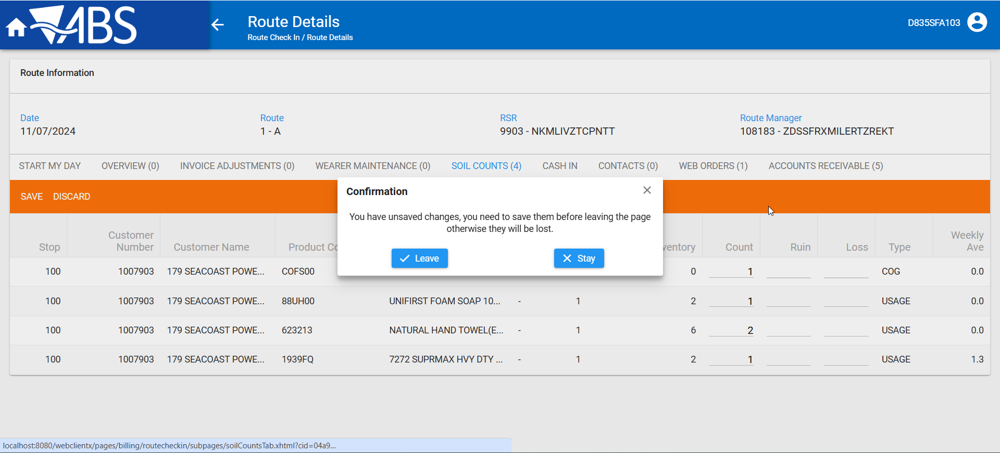 ABS
Route Details
Route Check In / Route Details
D835SFA103
Route Information
Date
11/07/2024
Route
1 - A
RSR
9903 - NKMLIVZTCPNTT
Route Manager
108183 - ZDSSFRXMILERTZREKT
START MY DAY OVERVIEW (0) INVOICE ADJUSTMENTS (0) WEARER MAINTENANCE (0) SOIL COUNTS (4) CASH IN CONTACTS (0) WEB ORDERS (1) ACCOUNTS RECEIVABLE (5)
SAVE DISCARD
Confirmation
You have unsaved changes, you need to save them before leaving the page
otherwise they will be lost.
Leave Stay
Stop Customer Number Customer Name Product Co ventory Count Ruin Loss Type Weekly Ave
100 1007903 179 SEACOAST POWE... COFS00 0 1 COG 0.0
100 1007903 179 SEACOAST POWE... 88UH00 UNIFIRST FOAM SOAP 10... - 1 2 1 USAGE 0.0
100 1007903 179 SEACOAST POWE... 623213 NATURAL HAND TOWEL(E... - 1 6 2 USAGE 0.0
100 1007903 179 SEACOAST POWE... 1939FQ 7272 SUPRMAX HVY DTY ... - 1 2 1 USAGE 1.3
localhost:8080/webclientx/pages/billing/routecheckin/subpages/soilCountsTab.xhtml?cid=04a9...